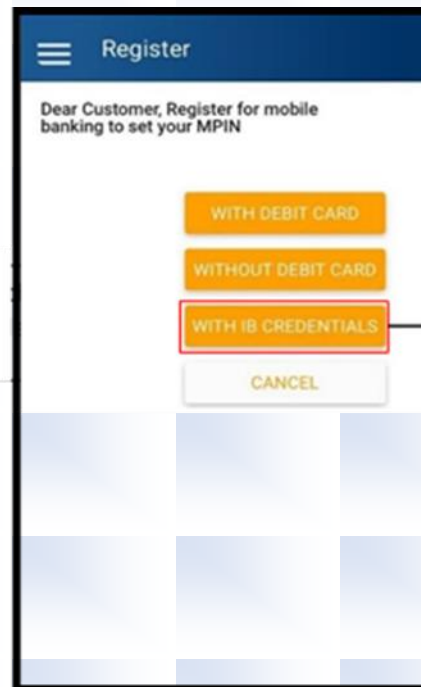 Register
Dear Customer, Register for mobile
banking to set your MPIN
WITH DEBIT CARD
WITHOUT DEBIT CARD
WITH IB CREDENTIALS
CANCEL